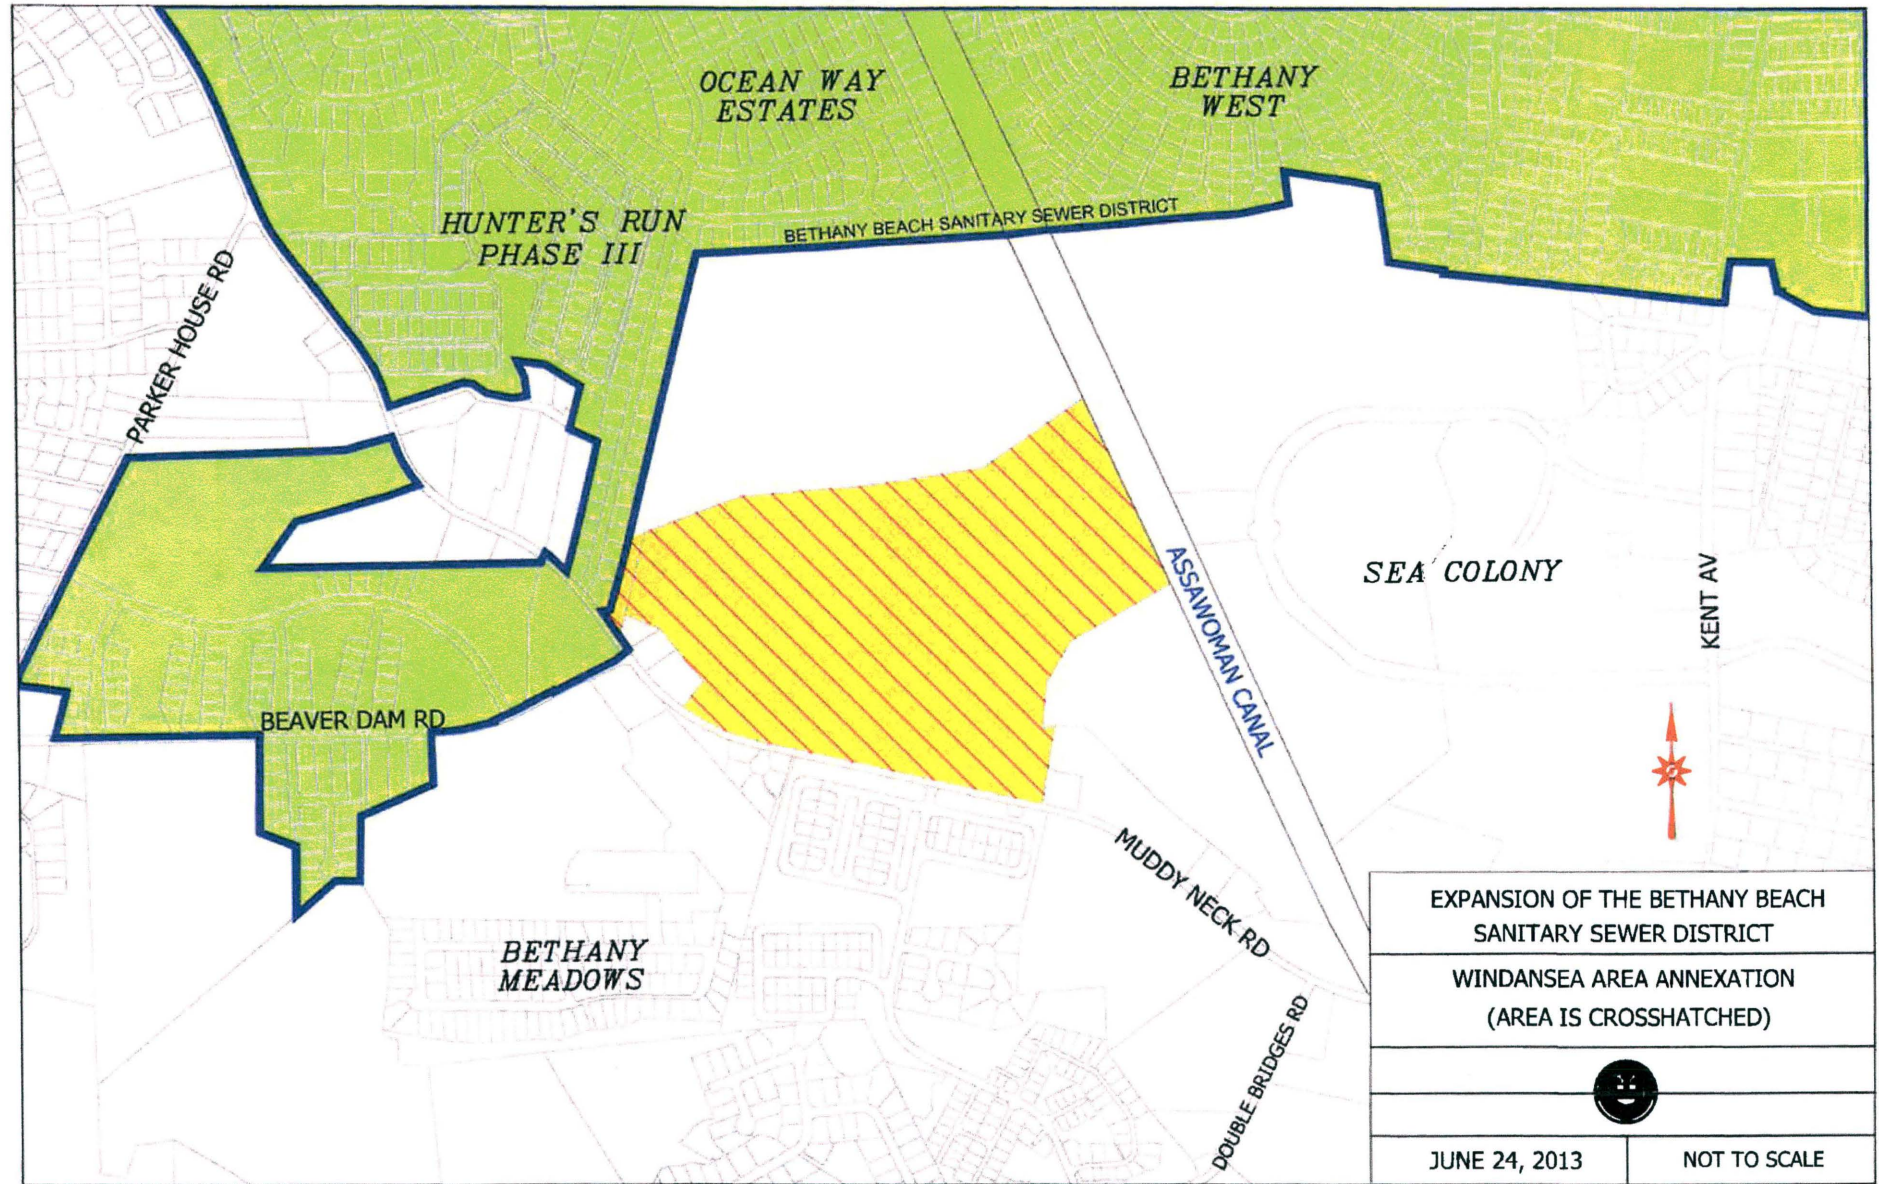 OCEAN WAY
ESTATES
BETHANY
WEST
HUNTER'S RUN
PHASE III
BETHANY BEACH SANITARY SEWER DISTRICT
PARKER HOUSE RD
ASSAWOMAN CANAL
SEA COLONY
KENT AV
BEAVER DAM RD
MUDDY NECK RD
BETHANY
MEADOWS
DOUBLE BRIDGES RD
EXPANSION OF THE BETHANY BEACH
SANITARY SEWER DISTRICT
WINDANSEA AREA ANNEXATION
(AREA IS CROSSHATCHED)
JUNE 24, 2013
NOT TO SCALE